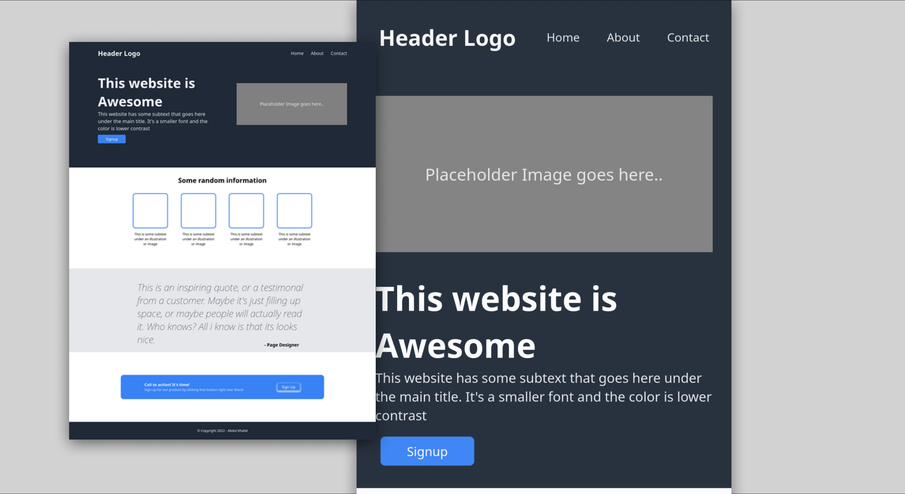 Header Logo
Home About Contact
This website is
Awesome
This website has some subtext that goes here
under the main title. It's a smaller font and the
color is lower contrast
Signup
Placeholder Image goes here..
Some random information
This is some subtext
under an illustration
or image
This is some subtext
under an illustration
or image
This is some subtext
under an illustration
or image
This is some subtext
under an illustration
or image
This is an inspiring quote, or a testimonal
from a customer. Maybe it's just filling up
space, or maybe people will actually read
it. Who knows? All i know is that its looks
nice.
- Page Designer
Call to action! It's time!
Sign up for our product by clicking that button right over there!
Sign Up
© Copyright 2022 - Abdul Khalid
Header Logo
Home About Contact
Placeholder Image goes here..
This website is
Awesome
This website has some subtext that goes here under
the main title. It's a smaller font and the color is lower
contrast
Signup